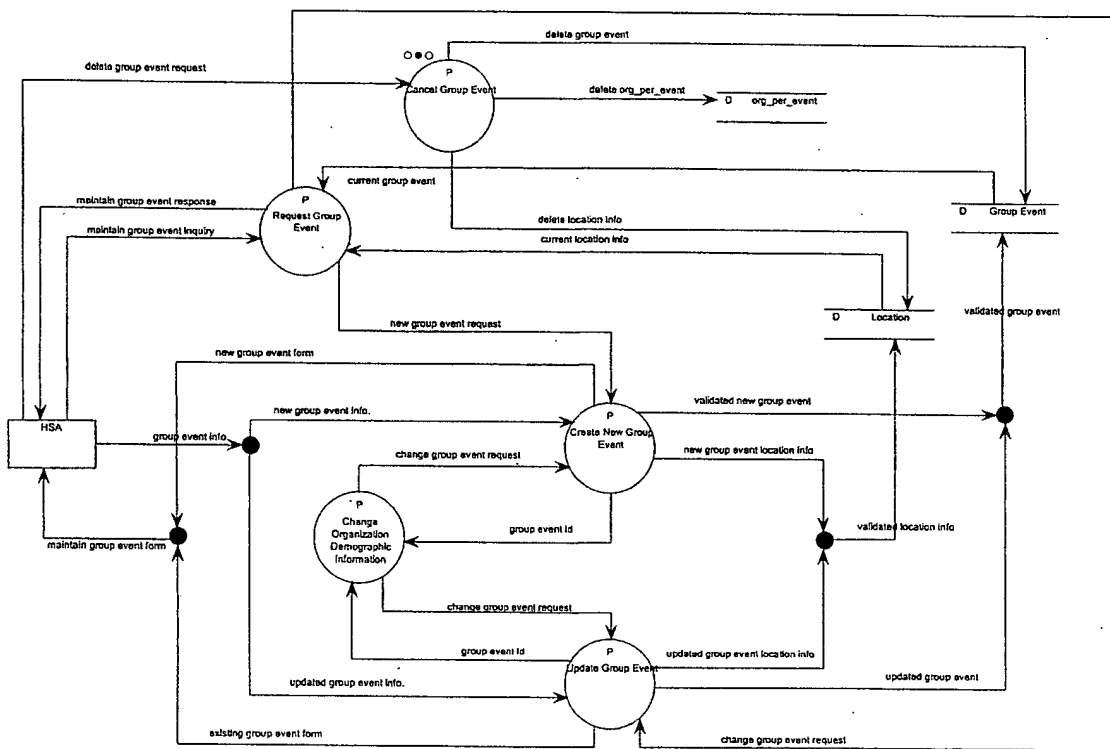 delete group event
delete group event request
P
Cancel Group Event
delete org_per_event
D org_per_event
current group event
P
Request Group
Event
maintain group event response
maintain group event inquiry
delete location info
current location info
D Group Event
D Location
validated group event
new group event request
new group event form
HSA
group event info
new group event info.
P
Create New Group
Event
validated new group event
change group event request
new group event location info
P
Change
Organization
Demographic
Information
group event id
maintain group event form
validated location info
change group event request
group event id
P
Update Group Event
updated group event location info
updated group event info.
updated group event
existing group event form
change group event request